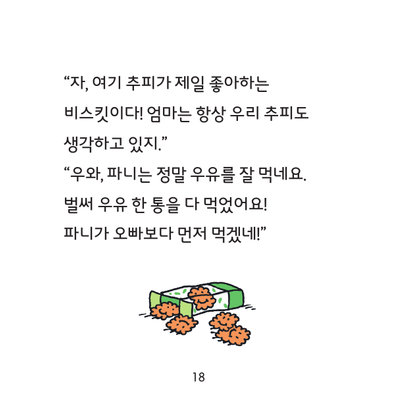 “자, 여기 추피가 제일 좋아하는
비스킷이다! 엄마는 항상 우리 추피도
생각하고 있지.”
“우와, 파니는 정말 우유를 잘 먹네요.
벌써 우유 한 통을 다 먹었어요!
파니가 오빠보다 먼저 먹겠네!”
18